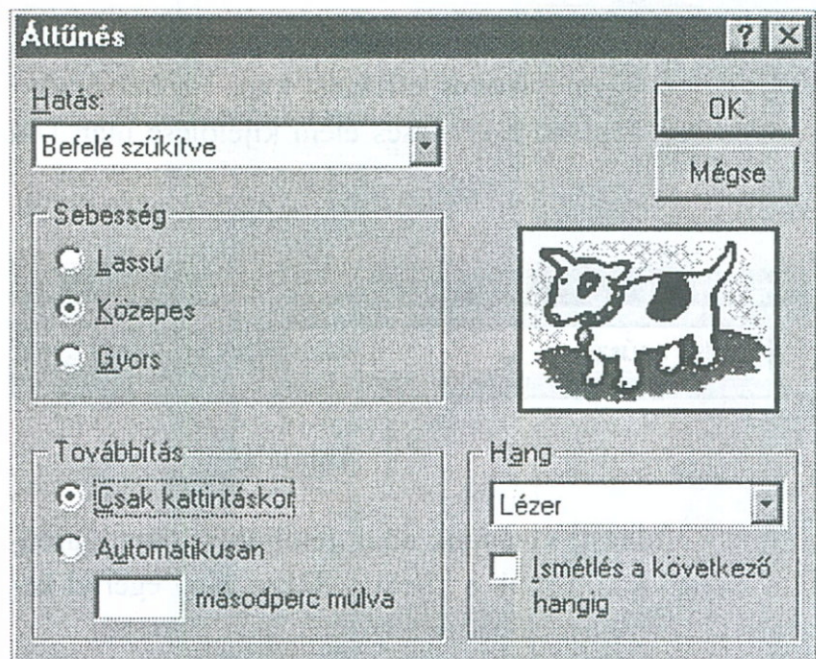 Áttűnés
Hatás:
OK
Befelé szűkítve
Mégse
Sebesség
Lassú
Közepes
Gyors
Továbbítás
Csak kattintáskor
Automatikusan
másodperc múlva
Hang
Lézer
Ismétlés a következő
hangig